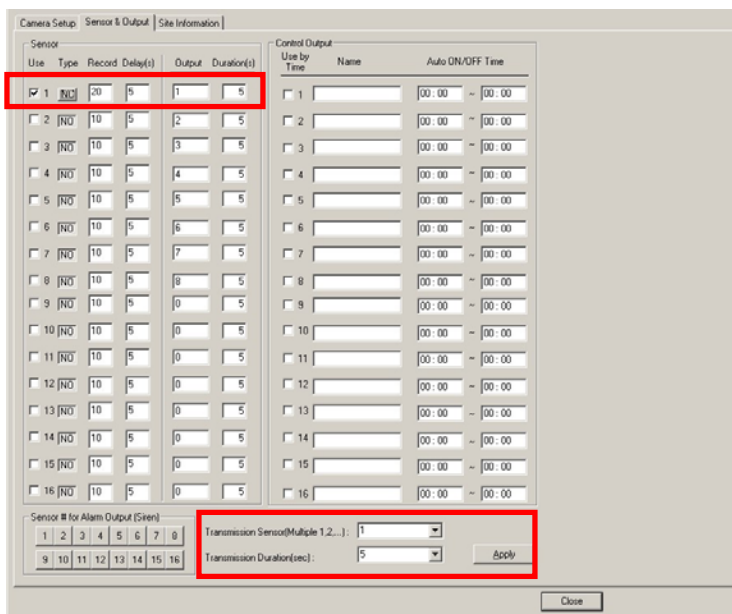 Camera Setup Sensor & Output Site Information
Sensor
Use Type Record Delay(s) Output Duration(s)
1 NO 20 5 1 5
2 NO 10 5 2 5
3 NO 10 5 3 5
4 NO 10 5 4 5
5 NO 10 5 5 5
6 NO 10 5 6 5
7 NO 10 5 7 5
8 NO 10 5 8 5
9 NO 10 5 0 5
10 NO 10 5 0 5
11 NO 10 5 0 5
12 NO 10 5 0 5
13 NO 10 5 0 5
14 NO 10 5 0 5
15 NO 10 5 0 5
16 NO 10 5 0 5
Control Output
Use by Time Name Auto ON/OFF Time
1 00 : 00 ~ 00 : 00
2 00 : 00 ~ 00 : 00
3 00 : 00 ~ 00 : 00
4 00 : 00 ~ 00 : 00
5 00 : 00 ~ 00 : 00
6 00 : 00 ~ 00 : 00
7 00 : 00 ~ 00 : 00
8 00 : 00 ~ 00 : 00
9 00 : 00 ~ 00 : 00
10 00 : 00 ~ 00 : 00
11 00 : 00 ~ 00 : 00
12 00 : 00 ~ 00 : 00
13 00 : 00 ~ 00 : 00
14 00 : 00 ~ 00 : 00
15 00 : 00 ~ 00 : 00
16 00 : 00 ~ 00 : 00
Sensor # for Alarm Output (Siren)
1 2 3 4 5 6 7 8
9 10 11 12 13 14 15 16
Transmission Sensor(Multiple 1,2,...) : 1
Transmission Duration(sec) : 5
Apply
Close